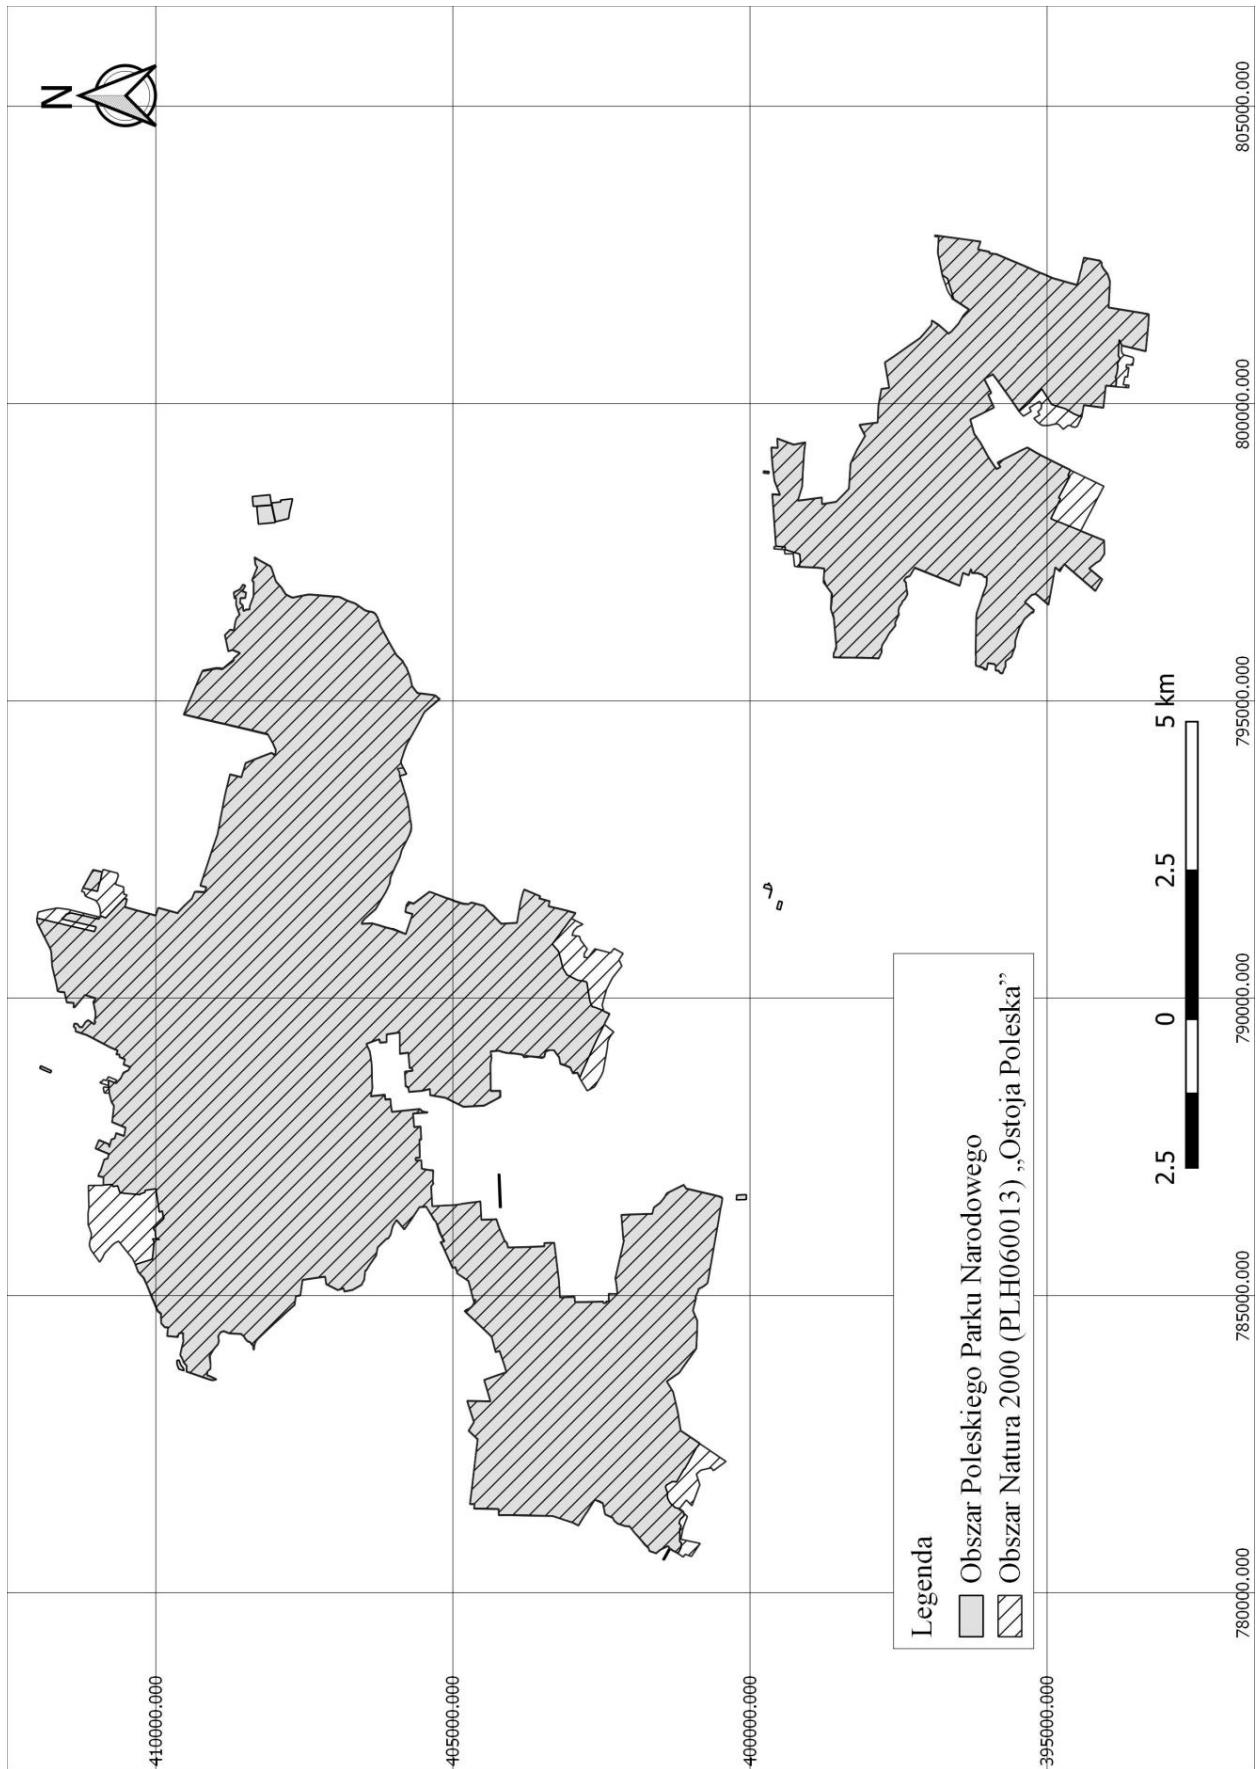 N
410000.000
405000.000
400000.000
395000.000
Legenda
Obszar Poleskiego Parku Narodowego
Obszar Natura 2000 (PLH060013) „Ostoja Poleska”
2.5 0 2.5 5 km
780000.000 785000.000 790000.000 795000.000 800000.000 805000.000